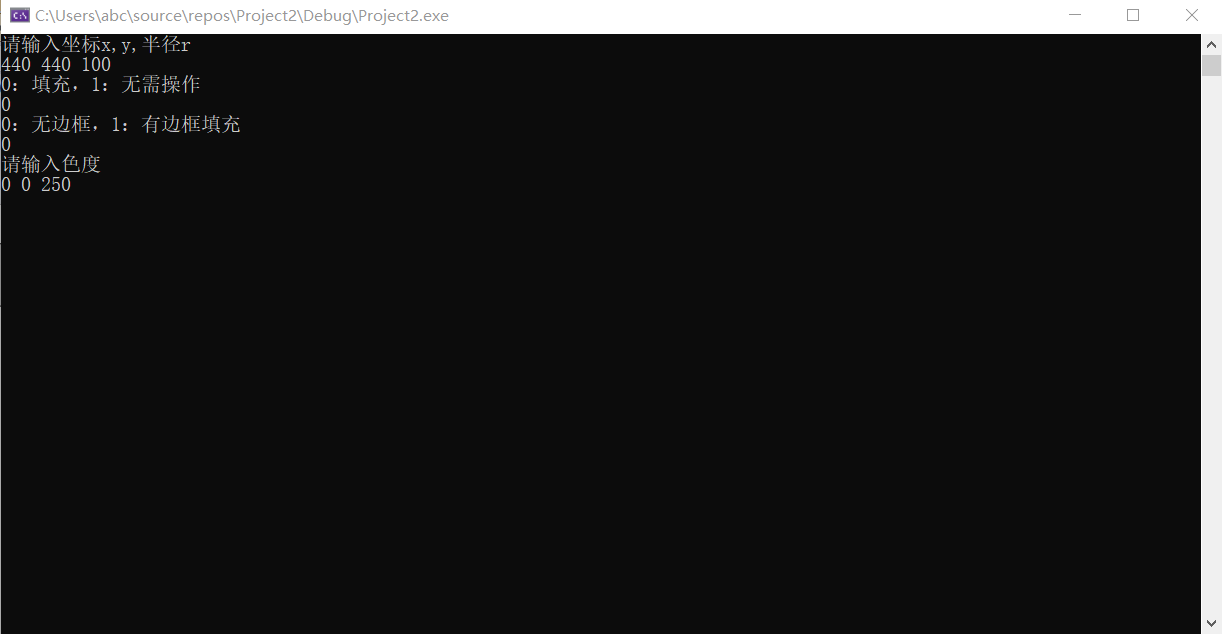 C:\Users\abc\source\repos\Project2\Debug\Project2.exe
请输入坐标x,y,半径r
440 440 100
0：填充，1：无需操作
0
0：无边框，1：有边框填充
0
请输入色度
0 0 250